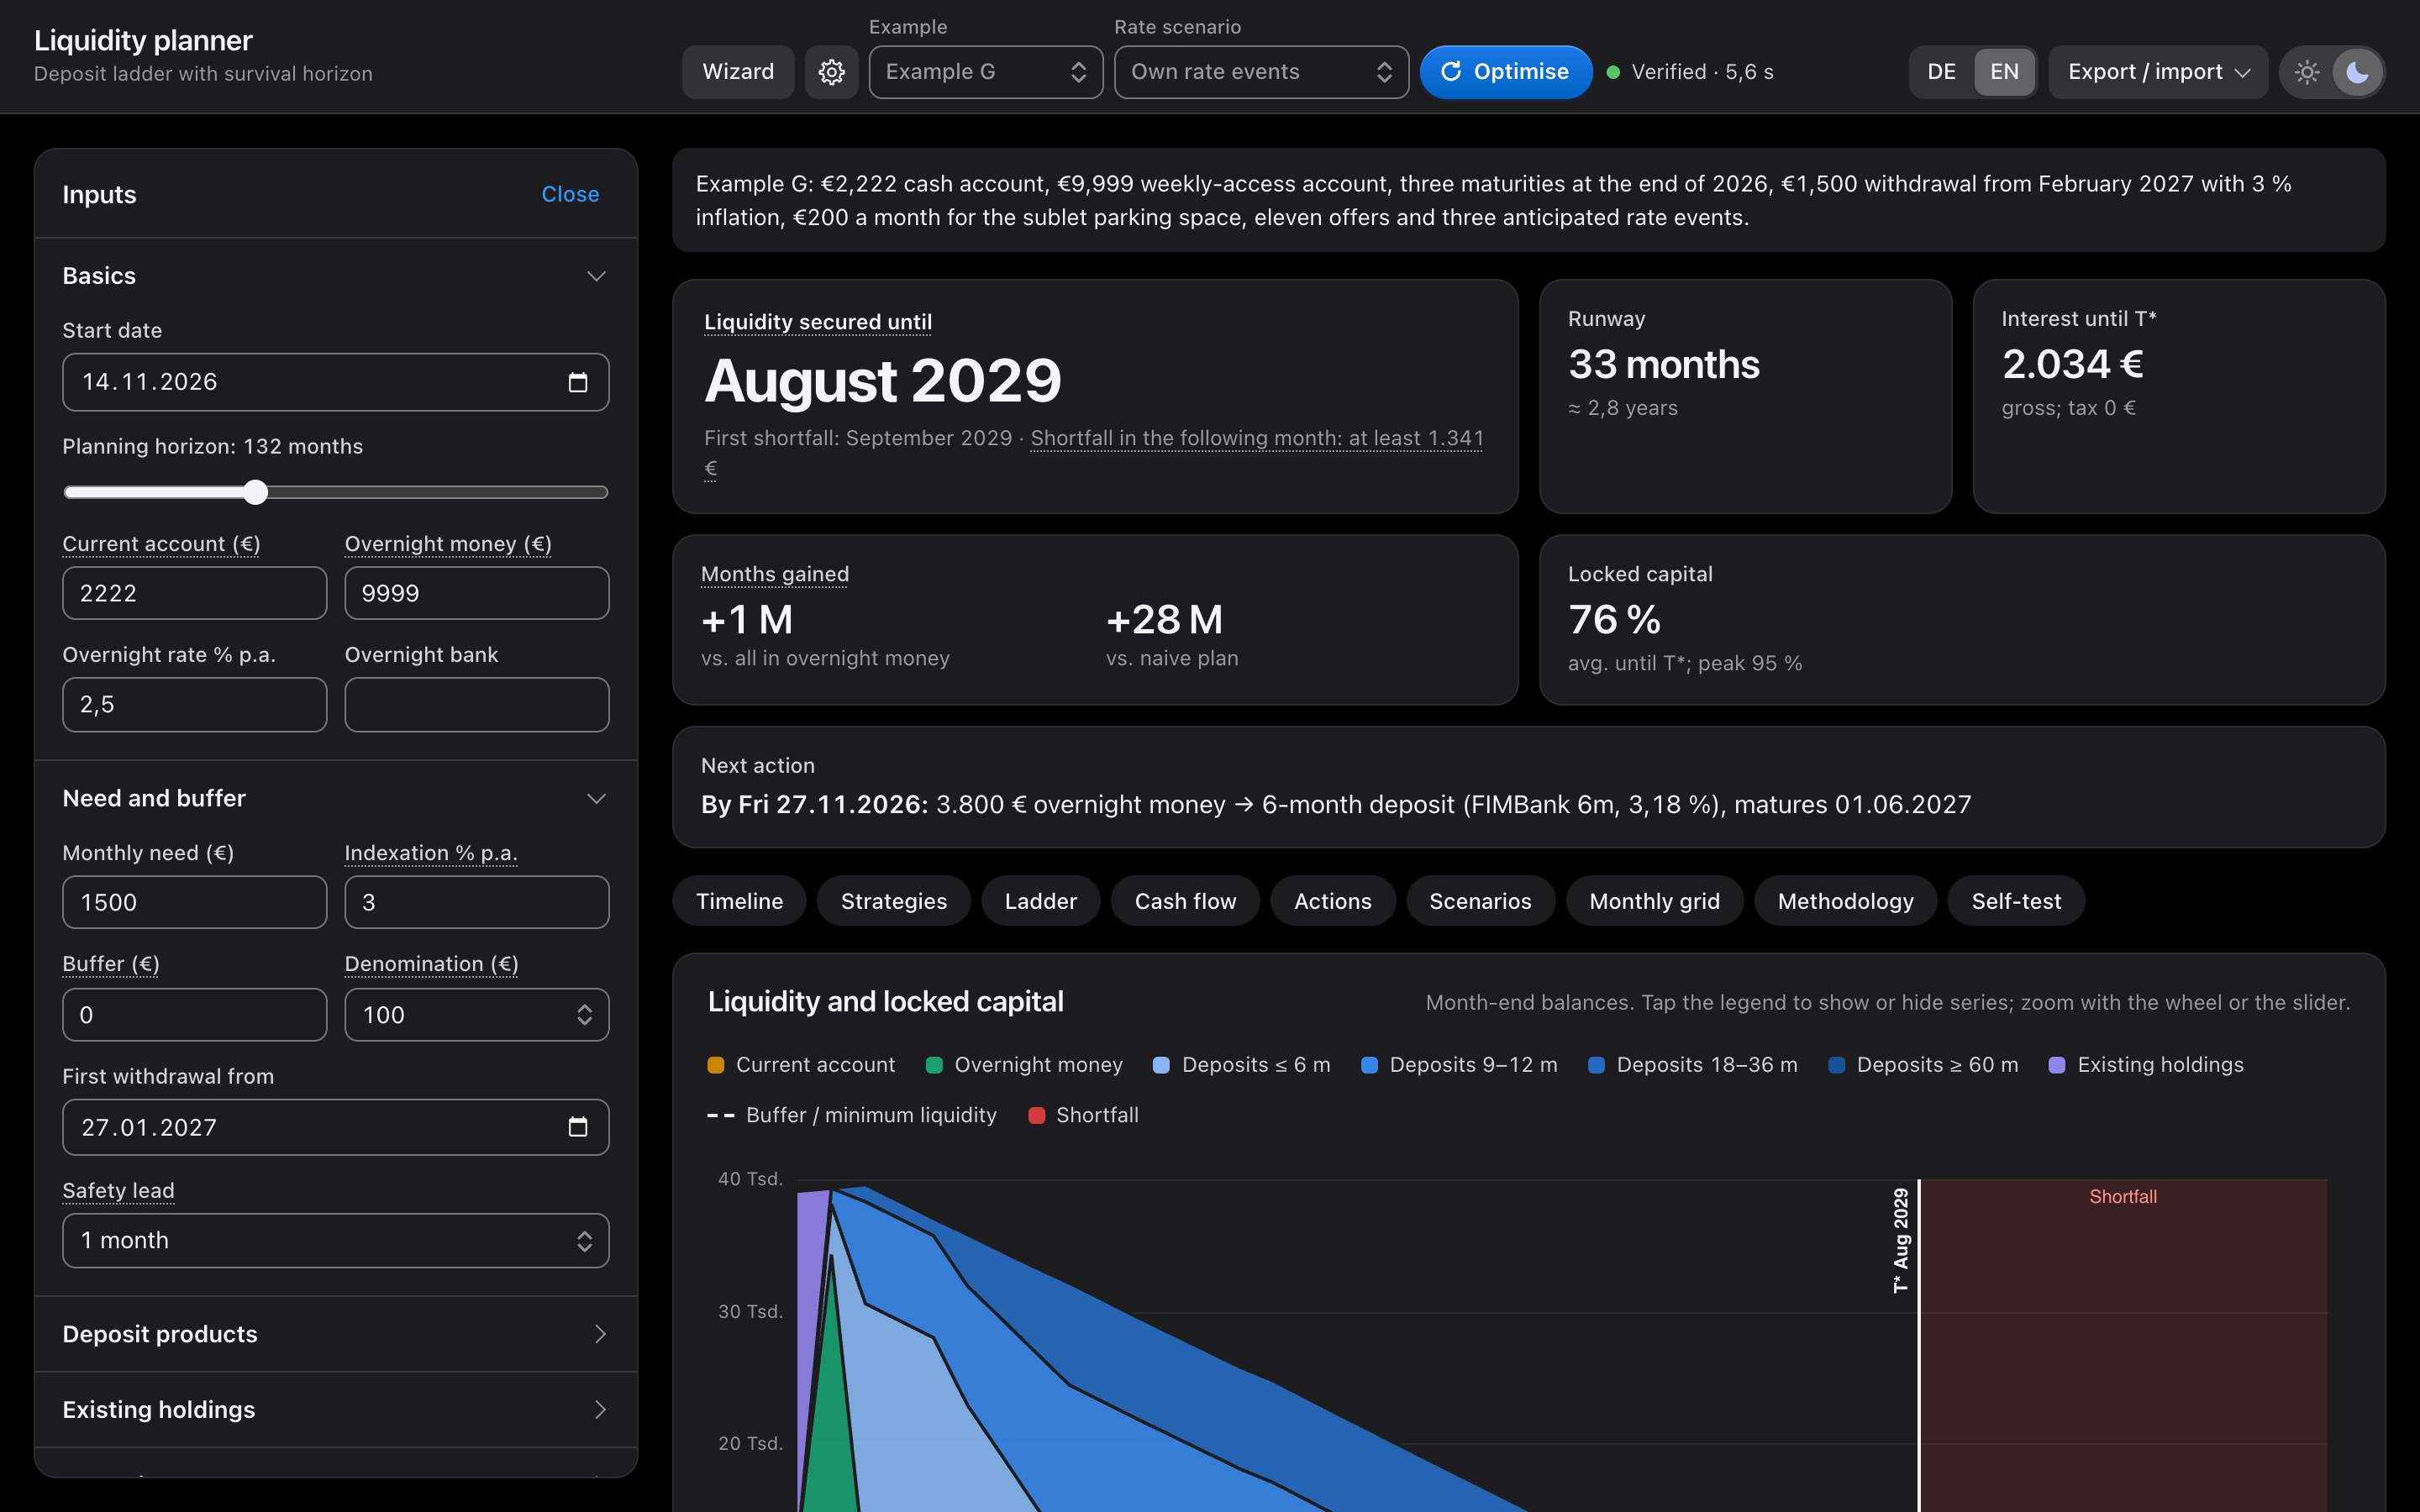 Liquidity planner
Deposit ladder with survival horizon
Wizard
Example
Example G
Rate scenario
Own rate events
Optimise
Verified · 5,6 s
DE
EN
Export / import
Inputs
Close
Basics
Start date
14.11.2026
Planning horizon: 132 months
Current account (€)
Overnight money (€)
2222
9999
Overnight rate % p.a.
Overnight bank
2,5
Need and buffer
Monthly need (€)
Indexation % p.a.
1500
3
Buffer (€)
Denomination (€)
0
100
First withdrawal from
27.01.2027
Safety lead
1 month
Deposit products
Existing holdings
Example G: €2,222 cash account, €9,999 weekly-access account, three maturities at the end of 2026, €1,500 withdrawal from February 2027 with 3 %
inflation, €200 a month for the sublet parking space, eleven offers and three anticipated rate events.
Liquidity secured until
August 2029
First shortfall: September 2029 · Shortfall in the following month: at least 1.341
€
Runway
33 months
≈ 2,8 years
Interest until T*
2.034 €
gross; tax 0 €
Months gained
+1 M
vs. all in overnight money
+28 M
vs. naive plan
Locked capital
76 %
avg. until T*; peak 95 %
Next action
By Fri 27.11.2026: 3.800 € overnight money → 6-month deposit (FIMBank 6m, 3,18 %), matures 01.06.2027
Timeline
Strategies
Ladder
Cash flow
Actions
Scenarios
Monthly grid
Methodology
Self-test
Liquidity and locked capital
Month-end balances. Tap the legend to show or hide series; zoom with the wheel or the slider.
Current account
Overnight money
Deposits ≤ 6 m
Deposits 9–12 m
Deposits 18–36 m
Deposits ≥ 60 m
Existing holdings
Buffer / minimum liquidity
Shortfall
40 Tsd.
30 Tsd.
20 Tsd.
T* Aug 2029
Shortfall